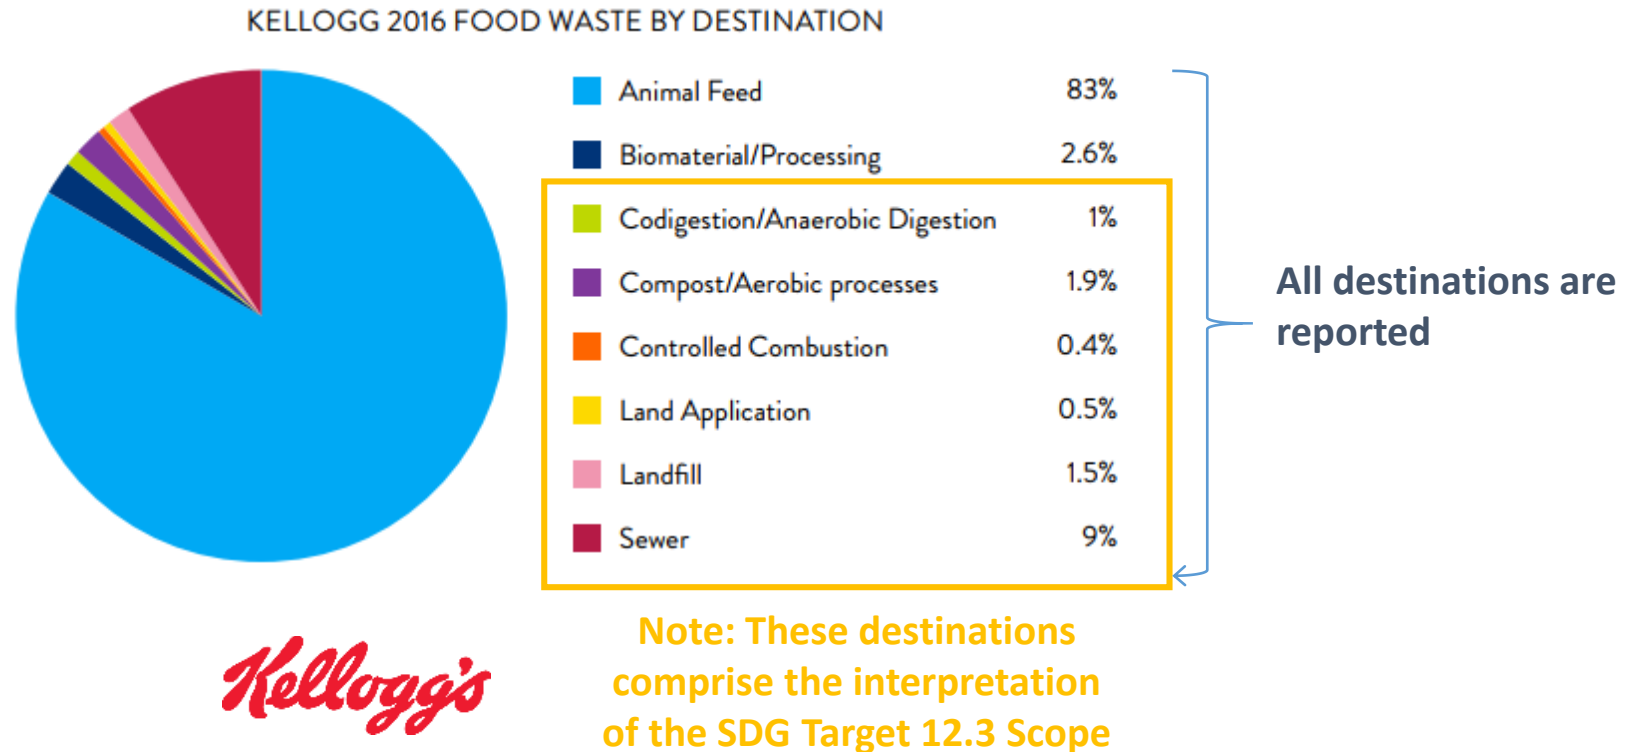 KELLOGG 2016 FOOD WASTE BY DESTINATION
Animal Feed 83%
Biomaterial/Processing 2.6%
Codigestion/Anaerobic Digestion 1%
Compost/Aerobic processes 1.9%
Controlled Combustion 0.4%
Land Application 0.5%
Landfill 1.5%
Sewer 9%
All destinations are
reported
Kellogg's
Note: These destinations
comprise the interpretation
of the SDG Target 12.3 Scope